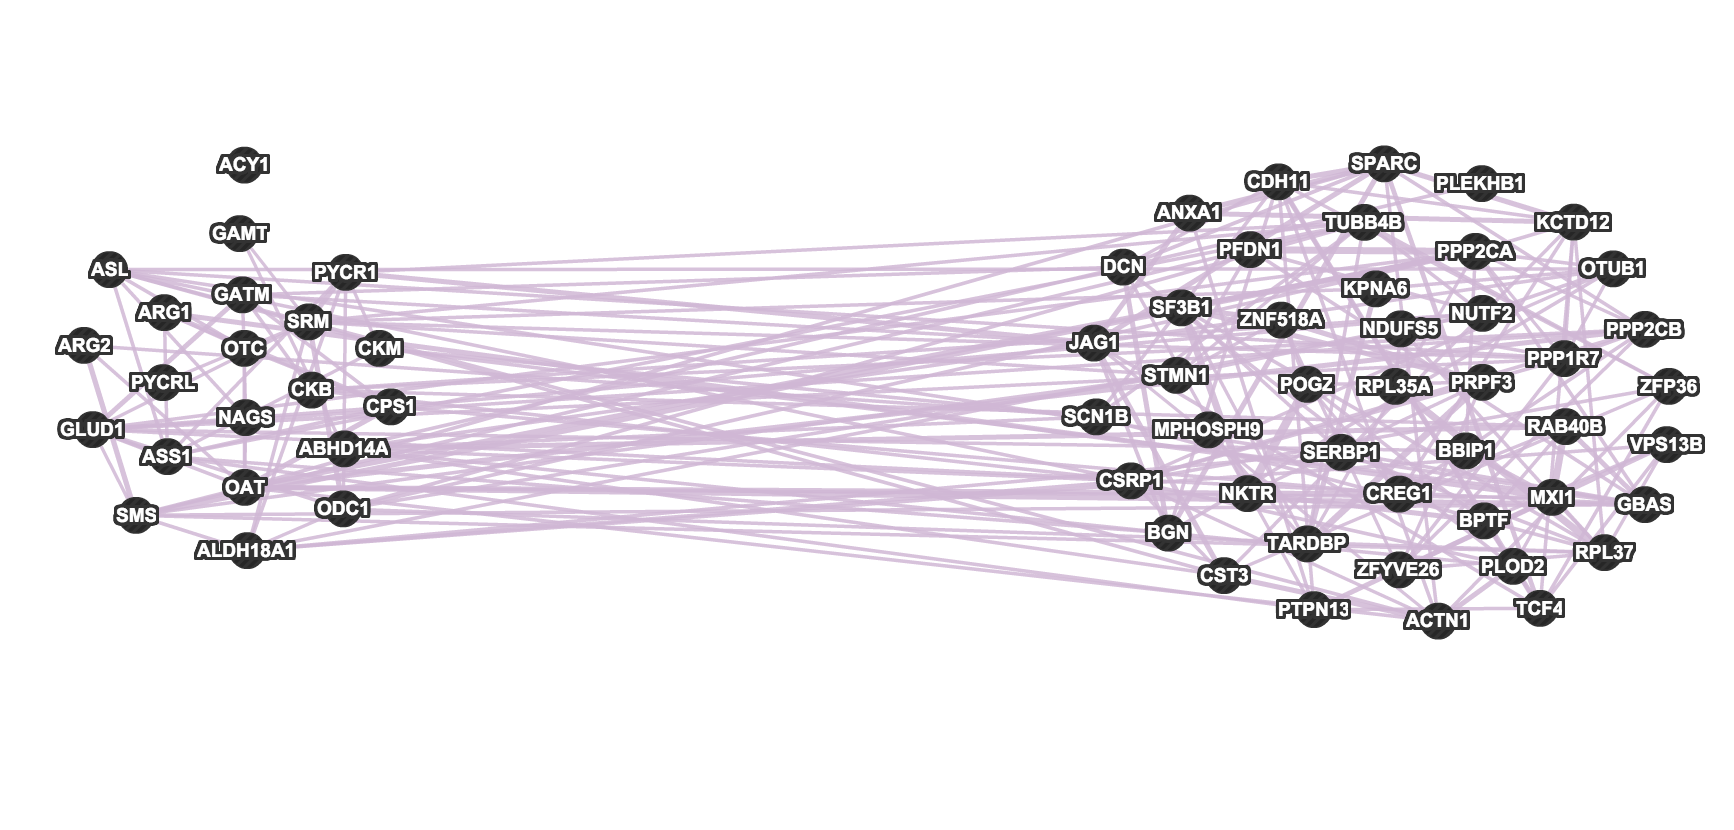 ACY1
GAMT
ASL
PYCR1
GATM
ARG1
SRM
ARG2
OTC
CKM
PYCRL
CKB
CPS1
NAGS
GLUD1
ABHD14A
ASS1
OAT
SMS
ODC1
ALDH18A1
SPARC
CDH11
PLEKHB1
ANXA1
TUBB4B
KCTD12
PFDN1
PPP2CA
DCN
OTUB1
KPNA6
SF3B1
NUTF2
ZNF518A
NDUFS5
PPP2CB
JAG1
PPP1R7
STMN1
POGZ
RPL35A
PRPF3
ZFP36
SCN1B
MPHOSPH9
RAB40B
VPS13B
SERBP1
BBIP1
CSRP1
NKTR
CREG1
MXI1
GBAS
BPTF
BGN
TARDBP
RPL37
CST3
ZFYVE26
PLOD2
PTPN13
TCF4
ACTN1